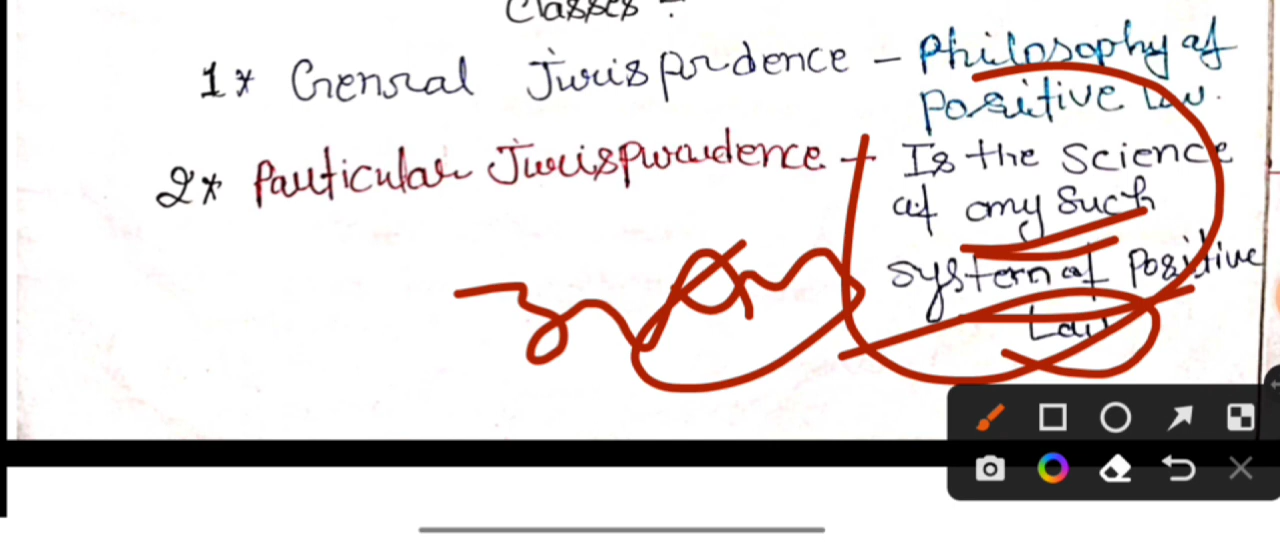 Classes :
1* General Jurisprudence - Philosophy of
Positive Law.
2* Particular Jurisprudence - Is the Science
of any such
system of Positive
Law